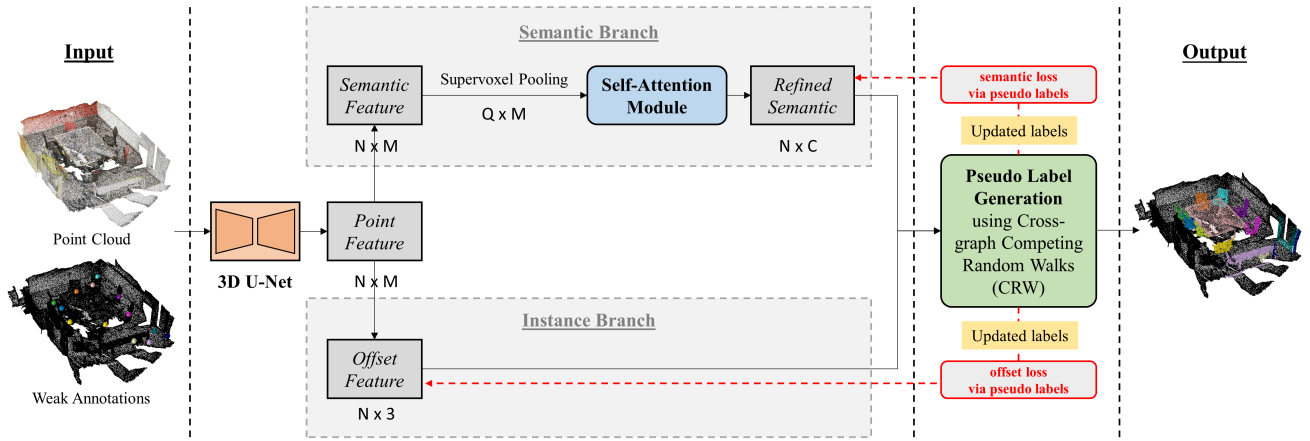 Input
Point Cloud
Weak Annotations
3D U-Net
Semantic Branch
Semantic
Feature
N x M
Supervoxel Pooling
Q x M
Self-Attention
Module
Refined
Semantic
N x C
Point
Feature
N x M
Instance Branch
Offset
Feature
N x 3
semantic loss
via pseudo labels
Updated labels
Pseudo Label
Generation
using Cross-
graph Competing
Random Walks
(CRW)
Updated labels
offset loss
via pseudo labels
Output